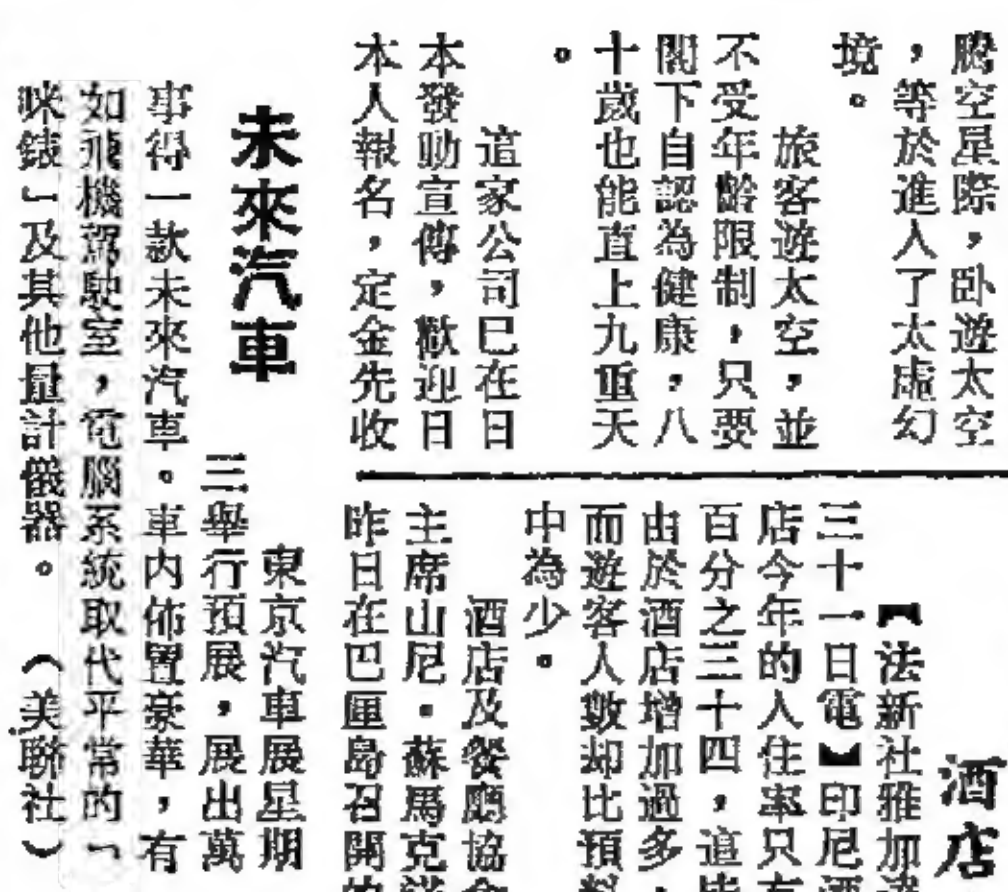 騰空星際，卧遊太空
，等於進入了太虛幻
境。
旅客遊太空，並
不受年齡限制，只要
閣下自認為健康，八
十歲也能直上九重天
。
這家公司已在日
本發動宣傳，歡迎日
本人報名，定金先收
酒店
【法新社雅加達
三十一日電】印尼酒
店今年的人住率只有
百分之三十四，這
由於酒店增加過多，
而遊客人數却比預料
中為少。
酒店及餐廳協會
主席山尼·蘇馬克
昨日在巴厘島召開的
未來汽車
東京汽車展星期
三舉行預展，展出萬
事得一款未來汽車。車内佈置豪華，有
如飛機駕駛室，電腦系統取代平常的「
咪錶」及其他量計儀器。（美聯社）